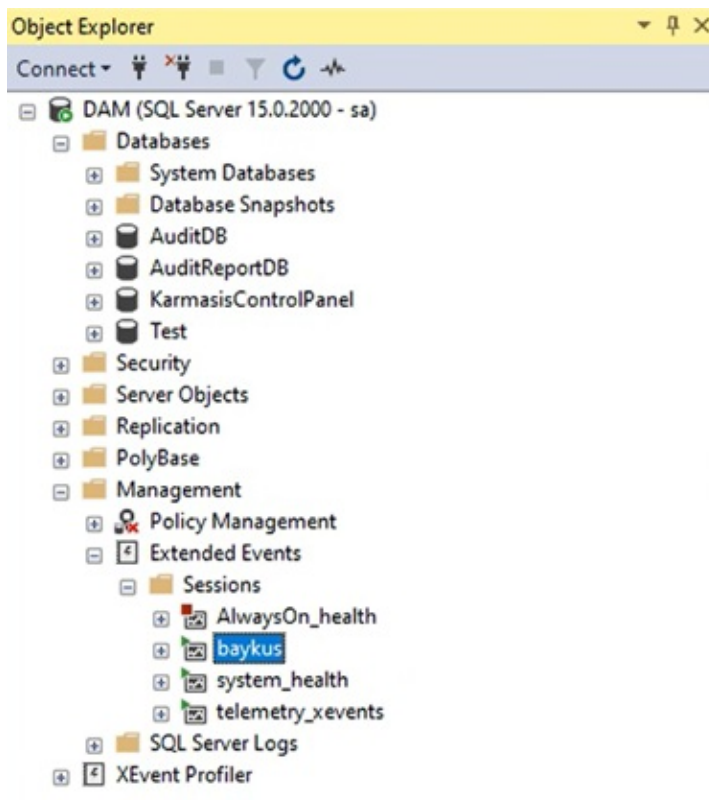 Object Explorer
Connect
DAM (SQL Server 15.0.2000 - sa)
Databases
System Databases
Database Snapshots
AuditDB
AuditReportDB
KarmasisControlPanel
Test
Security
Server Objects
Replication
PolyBase
Management
Policy Management
Extended Events
Sessions
AlwaysOn_health
baykus
system_health
telemetry_xevents
SQL Server Logs
XEvent Profiler